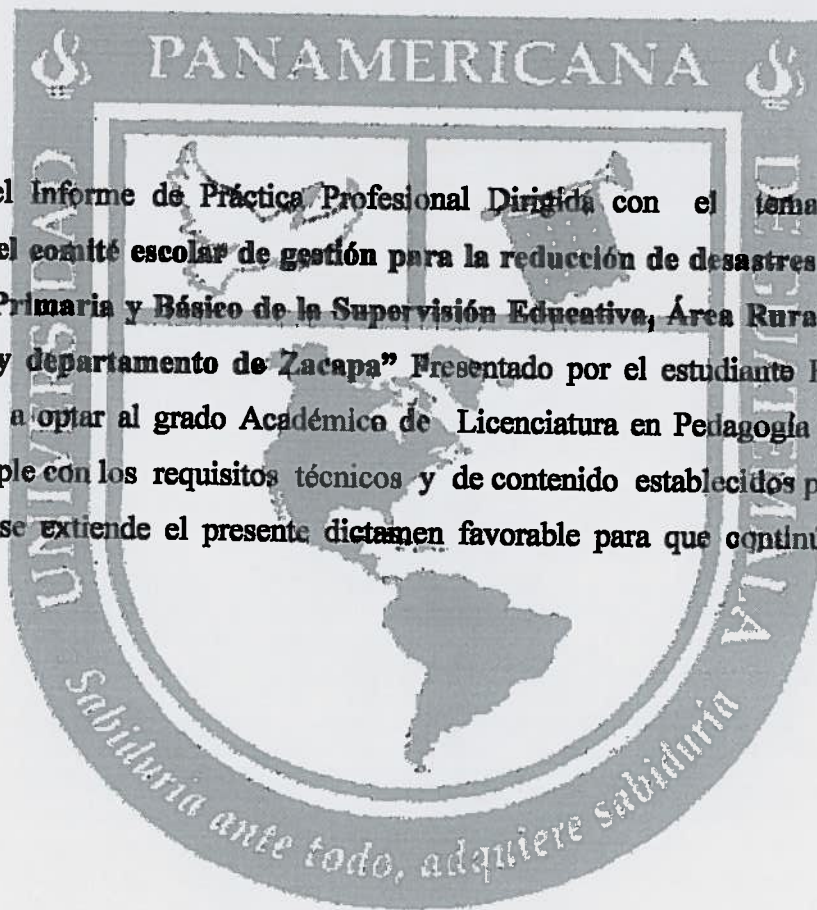 PANAMERICANA
UNIVERSIDAD
DE GUATEMALA
el Informe de Práctica Profesional Dirigida con el tema
el comité escolar de gestión para la reducción de desastres
Primaria y Básico de la Supervisión Educativa, Área Rura
y departamento de Zacapa” Presentado por el estudiante
a optar al grado Académico de Licenciatura en Pedagogía
ple con los requisitos técnicos y de contenido establecidos p
se extiende el presente dictamen favorable para que continú
Sabiduría ante todo, adquiere sabiduría